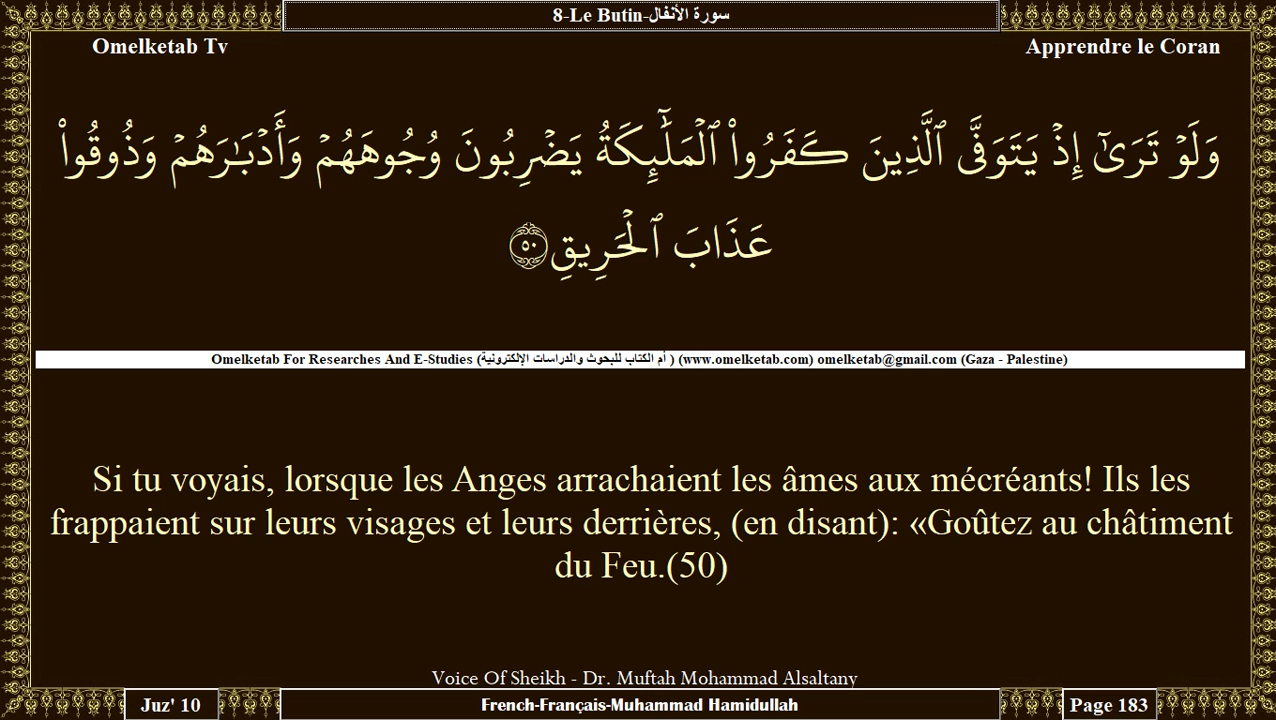 8-Le Butin-سورة الأنفال
Omelketab Tv
Apprendre le Coran
وَلَوۡ تَرَىٰٓ إِذۡ يَتَوَفَّى ٱلَّذِينَ كَفَرُواْ ٱلۡمَلَٰٓئِكَةُ يَضۡرِبُونَ وُجُوهَهُمۡ وَأَدۡبَٰرَهُمۡ وَذُوقُواْ
عَذَابَ ٱلۡحَرِيقِ ٥٠
Omelketab For Researches And E-Studies (أم الكتاب للبحوث والدراسات الإلكترونية ) (www.omelketab.com) omelketab@gmail.com (Gaza - Palestine)
Si tu voyais, lorsque les Anges arrachaient les âmes aux mécréants! Ils les
frappaient sur leurs visages et leurs derrières, (en disant): «Goûtez au châtiment
du Feu.(50)
Voice Of Sheikh - Dr. Muftah Mohammad Alsaltany
Juz' 10
French-Français-Muhammad Hamidullah
Page 183